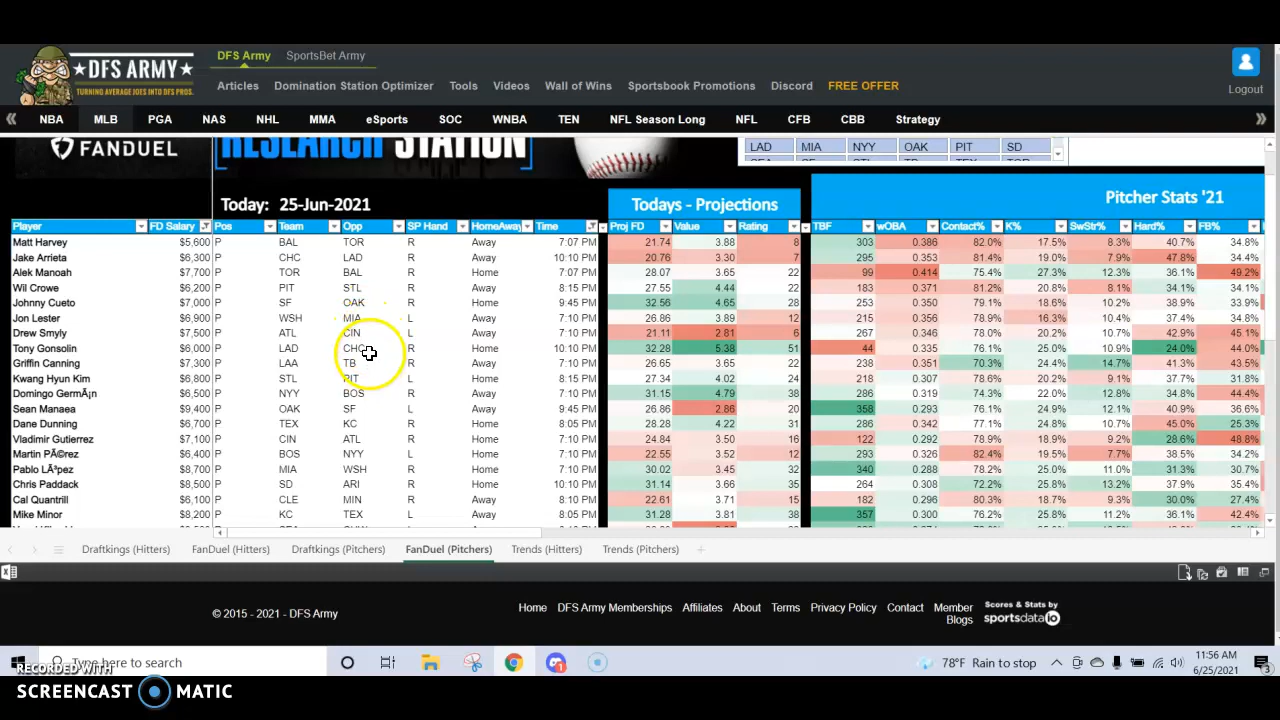 DFS Army SportsBet Army
★DFS ARMY★
TURNING AVERAGE JOES INTO DFS PROS.
Articles Domination Station Optimizer Tools Videos Wall of Wins Sportsbook Promotions Discord FREE OFFER
Logout
« NBA MLB PGA NAS NHL MMA eSports SOC WNBA TEN NFL Season Long NFL CFB CBB Strategy »
FANDUEL RESEARCH STATION LAD MIA NYY OAK PIT SD
Today: 25-Jun-2021 Todays - Projections Pitcher Stats '21
Player FD Salary Pos Team Opp SP Hand HomeAway Time Proj FD Value Rating TBF wOBA Contact% K% SwStr% Hard% FB%
Matt Harvey $5,600 P BAL TOR R Away 7:07 PM 21.74 3.88 8 303 0.386 82.0% 17.5% 8.3% 40.7% 34.8%
Jake Arrieta $6,300 P CHC LAD R Away 10:10 PM 20.76 3.30 7 295 0.353 81.4% 19.0% 7.9% 47.8% 34.4%
Alek Manoah $7,700 P TOR BAL R Home 7:07 PM 28.07 3.65 22 99 0.414 75.4% 27.3% 12.3% 36.1% 49.2%
Wil Crowe $6,200 P PIT STL R Away 8:15 PM 27.55 4.44 22 183 0.371 81.2% 20.8% 8.1% 34.1% 34.1%
Johnny Cueto $7,000 P SF OAK R Home 9:45 PM 32.56 4.65 28 253 0.350 79.1% 18.6% 10.2% 38.9% 33.9%
Jon Lester $6,900 P WSH MIA L Away 7:10 PM 26.86 3.89 12 215 0.356 78.9% 16.3% 10.2% 37.4% 34.8%
Drew Smyly $7,500 P ATL CIN L Away 7:10 PM 21.11 2.81 6 267 0.346 78.0% 20.2% 10.7% 42.9% 45.1%
Tony Gonsolin $6,000 P LAD CHC R Home 10:10 PM 32.28 5.38 51 44 0.335 76.0% 25.0% 10.9% 24.0% 44.0%
Griffin Canning $7,300 P LAA TB R Away 7:10 PM 26.65 3.65 22 238 0.351 70.3% 24.4% 14.7% 41.3% 43.5%
Kwang Hyun Kim $6,800 P STL PIT L Home 8:15 PM 27.34 4.02 24 218 0.307 78.6% 20.2% 9.1% 37.7% 31.8%
Domingo GermÃ¡n $6,500 P NYY BOS R Away 7:10 PM 31.15 4.79 38 286 0.319 74.3% 22.0% 12.6% 34.8% 44.4%
Sean Manaea $9,400 P OAK SF L Away 9:45 PM 26.86 2.86 20 358 0.293 76.1% 24.9% 12.1% 40.9% 36.6%
Dane Dunning $6,700 P TEX KC R Home 8:05 PM 28.28 4.22 31 286 0.342 77.1% 24.8% 10.7% 45.0% 25.3%
Vladimir Gutierrez $7,100 P CIN ATL R Home 7:10 PM 24.84 3.50 16 122 0.292 78.9% 18.9% 9.2% 28.6% 48.8%
Martin PÃ©rez $6,400 P BOS NYY L Home 7:10 PM 22.55 3.52 12 293 0.326 82.4% 19.5% 7.7% 38.5% 34.2%
Pablo LÃ³pez $8,700 P MIA WSH R Home 7:10 PM 30.02 3.45 32 340 0.288 78.2% 25.0% 11.0% 31.3% 30.7%
Chris Paddack $8,500 P SD ARI R Home 10:10 PM 31.14 3.66 35 264 0.308 72.2% 25.8% 13.2% 37.9% 35.4%
Cal Quantrill $6,100 P CLE MIN R Away 8:10 PM 22.61 3.71 15 182 0.296 80.3% 18.7% 9.3% 30.0% 27.4%
Mike Minor $8,200 P KC TEX L Away 8:05 PM 31.28 3.81 38 357 0.300 76.2% 25.8% 11.2% 36.1% 42.4%
Draftkings (Hitters) FanDuel (Hitters) Draftkings (Pitchers) FanDuel (Pitchers) Trends (Hitters) Trends (Pitchers)
© 2015 - 2021 - DFS Army Home DFS Army Memberships Affiliates About Terms Privacy Policy Contact Member Blogs
Scores & Stats by
sportsdataio
Type here to search 78°F Rain to stop 11:56 AM
6/25/2021
RECORDED WITH
SCREENCAST MATIC